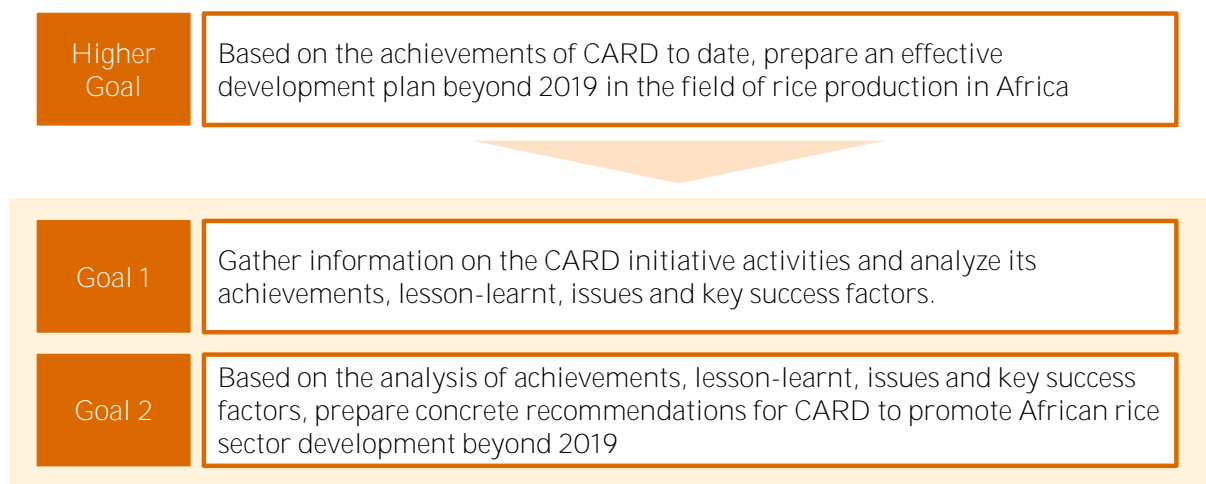 Higher
Goal
Based on the achievements of CARD to date, prepare an effective
development plan beyond 2019 in the field of rice production in Africa
Goal 1
Gather information on the CARD initiative activities and analyze its
achievements, lesson-learnt, issues and key success factors.
Goal 2
Based on the analysis of achievements, lesson-learnt, issues and key success
factors, prepare concrete recommendations for CARD to promote African rice
sector development beyond 2019